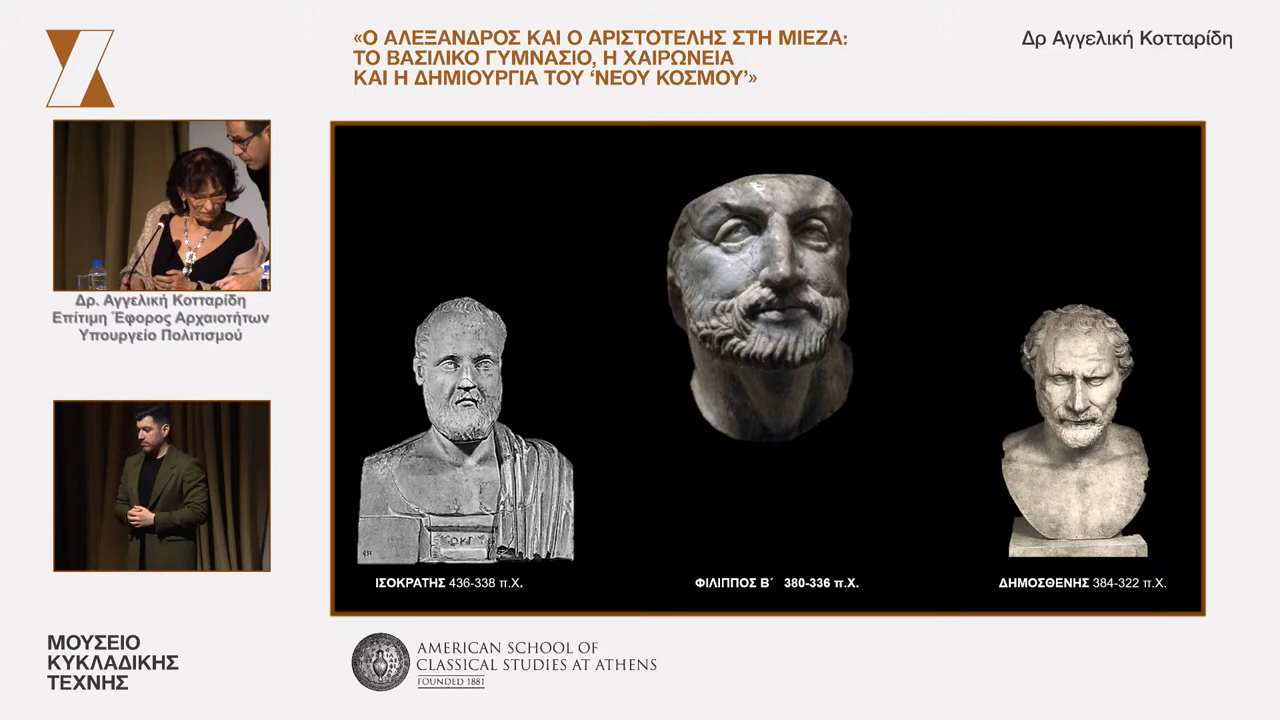 «Ο ΑΛΕΞΑΝΔΡΟΣ ΚΑΙ Ο ΑΡΙΣΤΟΤΕΛΗΣ ΣΤΗ ΜΙΕΖΑ:
ΤΟ ΒΑΣΙΛΙΚΟ ΓΥΜΝΑΣΙΟ, Η ΧΑΙΡΩΝΕΙΑ
ΚΑΙ Η ΔΗΜΙΟΥΡΓΙΑ ΤΟΥ ‘ΝΕΟΥ ΚΟΣΜΟΥ’»
Δρ Αγγελική Κοτταρίδη
Δρ. Αγγελική Κοτταρίδη
Επίτιμη Έφορος Αρχαιοτήτων
Υπουργείο Πολιτισμού
ΙΣΟΚΡΑΤΗΣ 436-338 π.Χ.
ΦΙΛΙΠΠΟΣ Β΄ 380-336 π.Χ.
ΔΗΜΟΣΘΕΝΗΣ 384-322 π.Χ.
ΜΟΥΣΕΙΟ
ΚΥΚΛΑΔΙΚΗΣ
ΤΕΧΝΗΣ
AMERICAN SCHOOL OF
CLASSICAL STUDIES AT ATHENS
FOUNDED 1881